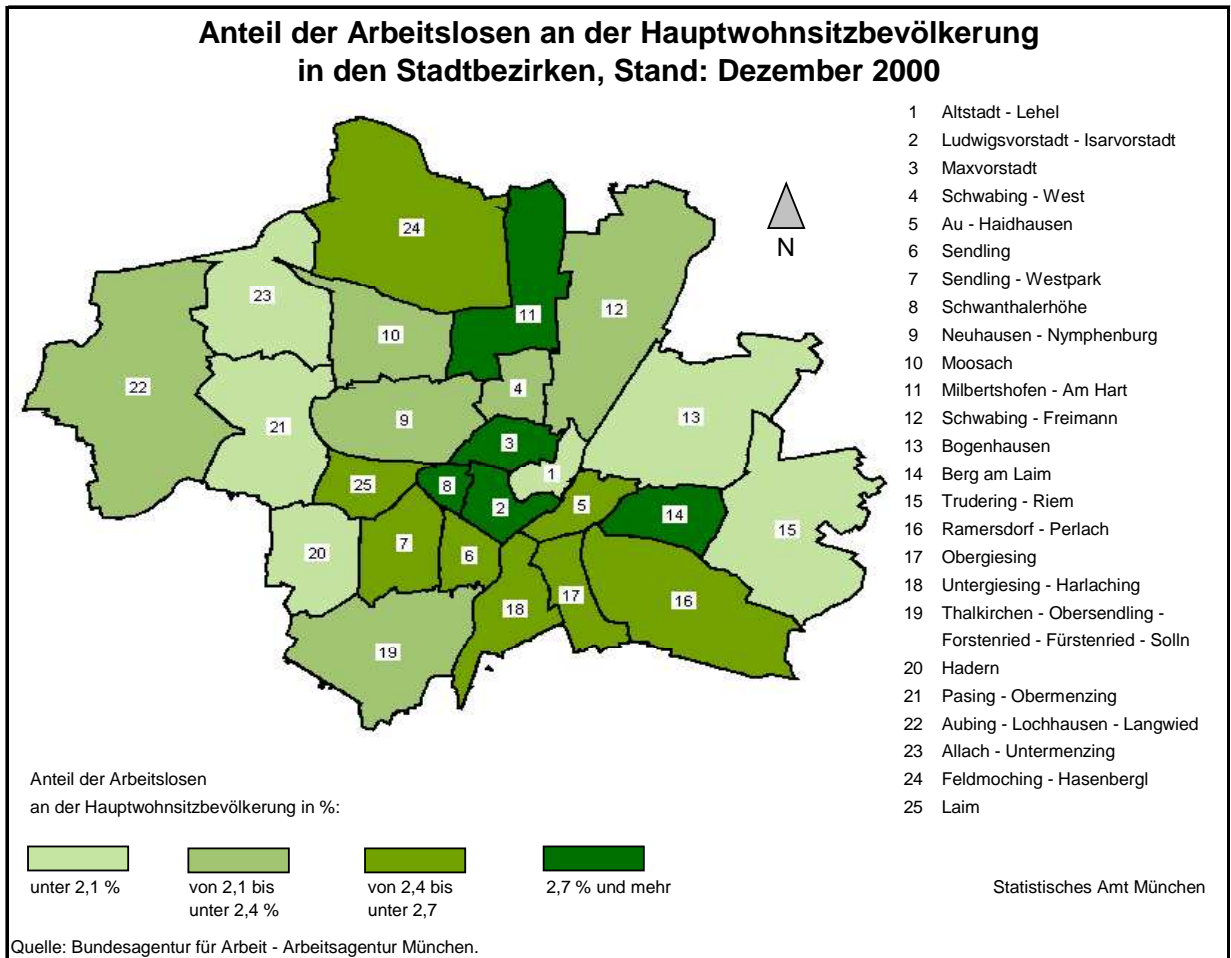 Anteil der Arbeitslosen an der Hauptwohnsitzbevölkerung
in den Stadtbezirken, Stand: Dezember 2000
1 Altstadt - Lehel
2 Ludwigsvorstadt - Isarvorstadt
3 Maxvorstadt
4 Schwabing - West
5 Au - Haidhausen
6 Sendling
7 Sendling - Westpark
8 Schwanthalerhöhe
9 Neuhausen - Nymphenburg
10 Moosach
11 Milbertshofen - Am Hart
12 Schwabing - Freimann
13 Bogenhausen
14 Berg am Laim
15 Trudering - Riem
16 Ramersdorf - Perlach
17 Obergiesing
18 Untergiesing - Harlaching
19 Thalkirchen - Obersendling -
Forstenried - Fürstenried - Solln
20 Hadern
21 Pasing - Obermenzing
22 Aubing - Lochhausen - Langwied
23 Allach - Untermenzing
24 Feldmoching - Hasenbergl
25 Laim
N
24
23
11
12
10
22
4
13
9
21
3
1
25
8
2
5
14
15
20
7
6
18
17
16
19
Anteil der Arbeitslosen
an der Hauptwohnsitzbevölkerung in %:
unter 2,1 %
von 2,1 bis
unter 2,4 %
von 2,4 bis
unter 2,7
2,7 % und mehr
Statistisches Amt München
Quelle: Bundesagentur für Arbeit - Arbeitsagentur München.